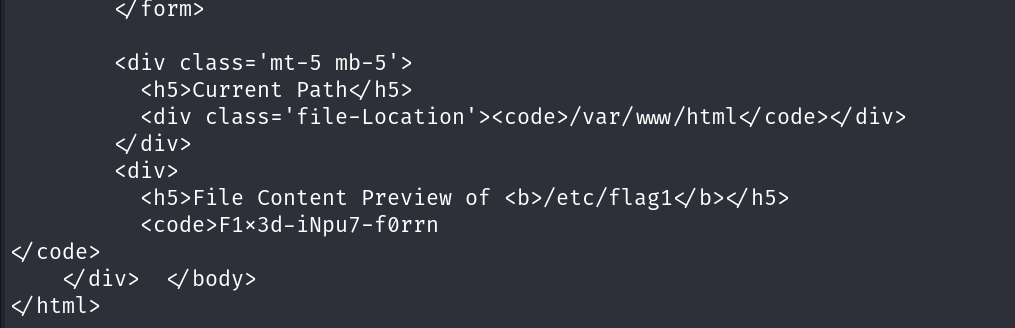 </form>
<div class='mt-5 mb-5'>
<h5>Current Path</h5>
<div class='file-Location'><code>/var/www/html</code></div>
</div>
<div>
<h5>File Content Preview of <b>/etc/flag1</b></h5>
<code>F1x3d-iNpu7-f0rrn
</code>
</div>  </body>
</html>